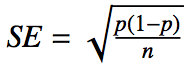 SE = √(p(1−p)/n)